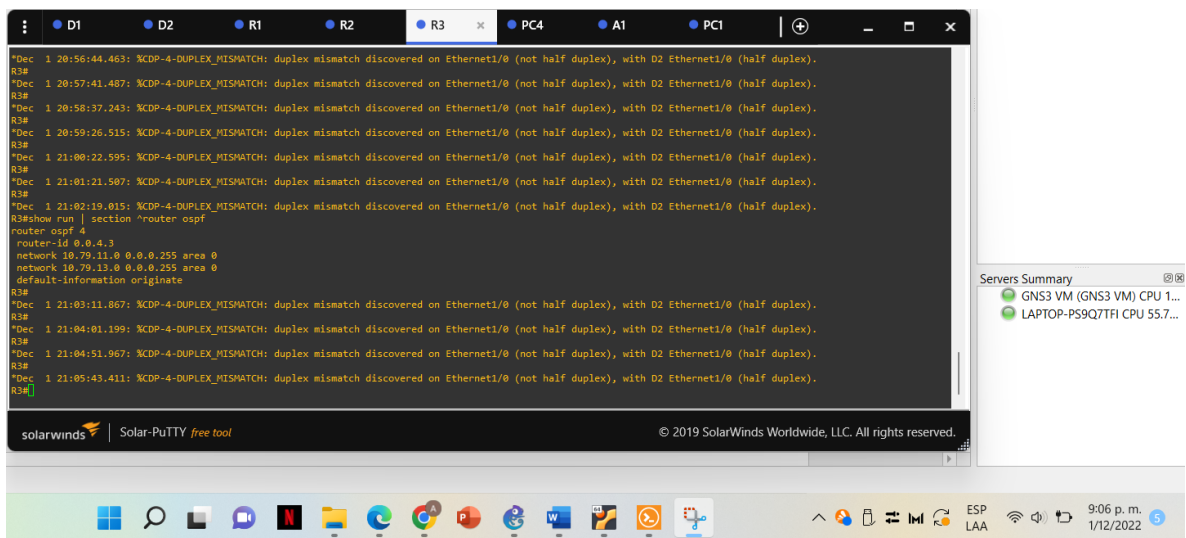 D1 D2 R1 R2 R3 × PC4 A1 PC1
*Dec  1 20:56:44.463: %CDP-4-DUPLEX_MISMATCH: duplex mismatch discovered on Ethernet1/0 (not half duplex), with D2 Ethernet1/0 (half duplex).
R3#
*Dec  1 20:57:41.487: %CDP-4-DUPLEX_MISMATCH: duplex mismatch discovered on Ethernet1/0 (not half duplex), with D2 Ethernet1/0 (half duplex).
R3#
*Dec  1 20:58:37.243: %CDP-4-DUPLEX_MISMATCH: duplex mismatch discovered on Ethernet1/0 (not half duplex), with D2 Ethernet1/0 (half duplex).
R3#
*Dec  1 20:59:26.515: %CDP-4-DUPLEX_MISMATCH: duplex mismatch discovered on Ethernet1/0 (not half duplex), with D2 Ethernet1/0 (half duplex).
R3#
*Dec  1 21:00:22.595: %CDP-4-DUPLEX_MISMATCH: duplex mismatch discovered on Ethernet1/0 (not half duplex), with D2 Ethernet1/0 (half duplex).
R3#
*Dec  1 21:01:21.507: %CDP-4-DUPLEX_MISMATCH: duplex mismatch discovered on Ethernet1/0 (not half duplex), with D2 Ethernet1/0 (half duplex).
R3#
*Dec  1 21:02:19.015: %CDP-4-DUPLEX_MISMATCH: duplex mismatch discovered on Ethernet1/0 (not half duplex), with D2 Ethernet1/0 (half duplex).
R3#show run | section ^router ospf
router ospf 4
 router-id 0.0.4.3
 network 10.79.11.0 0.0.0.255 area 0
 network 10.79.13.0 0.0.0.255 area 0
 default-information originate
R3#
*Dec  1 21:03:11.867: %CDP-4-DUPLEX_MISMATCH: duplex mismatch discovered on Ethernet1/0 (not half duplex), with D2 Ethernet1/0 (half duplex).
R3#
*Dec  1 21:04:01.199: %CDP-4-DUPLEX_MISMATCH: duplex mismatch discovered on Ethernet1/0 (not half duplex), with D2 Ethernet1/0 (half duplex).
R3#
*Dec  1 21:04:51.967: %CDP-4-DUPLEX_MISMATCH: duplex mismatch discovered on Ethernet1/0 (not half duplex), with D2 Ethernet1/0 (half duplex).
R3#
*Dec  1 21:05:43.411: %CDP-4-DUPLEX_MISMATCH: duplex mismatch discovered on Ethernet1/0 (not half duplex), with D2 Ethernet1/0 (half duplex).
R3#
solarwinds Solar-PuTTY free tool © 2019 SolarWinds Worldwide, LLC. All rights reserved.
Servers Summary
GNS3 VM (GNS3 VM) CPU 1...
LAPTOP-PS9Q7TFI CPU 55.7...
ESP
LAA
9:06 p. m.
1/12/2022
5